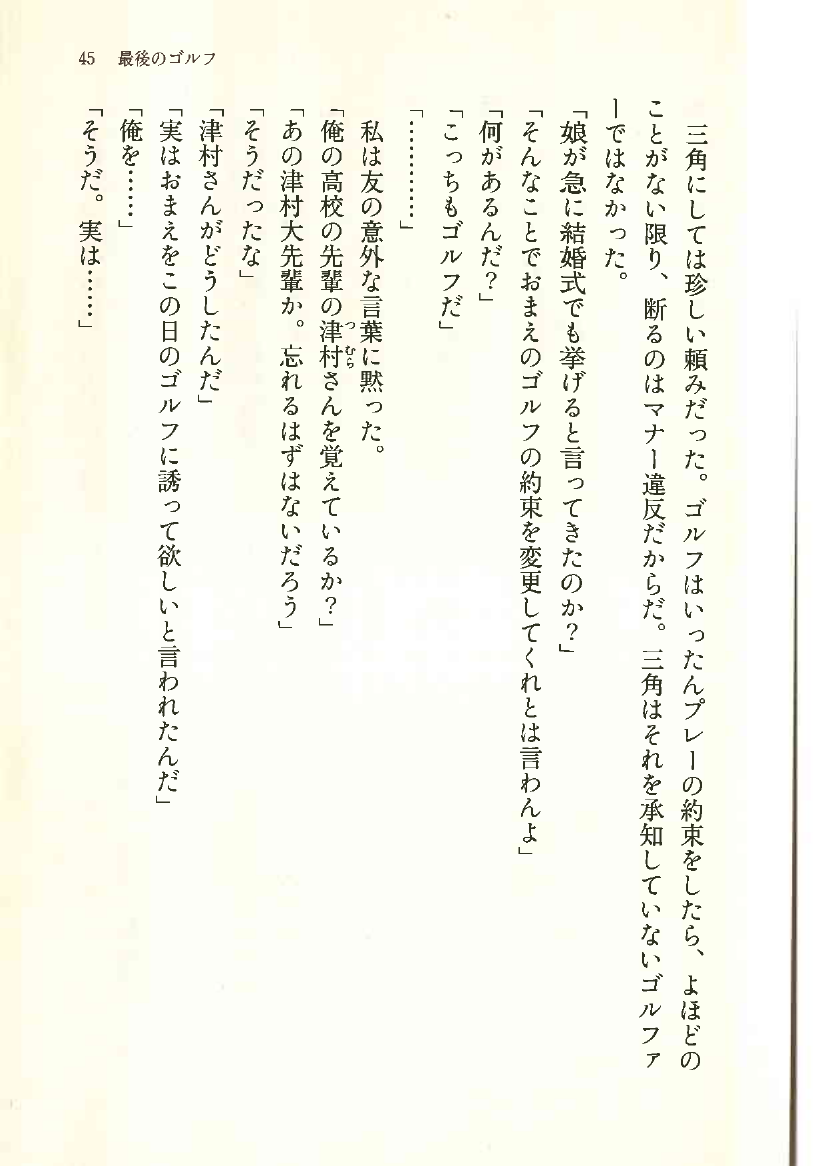 45 最後のゴルフ
三角にしては珍しい頼みだった。ゴルフはいったんプレーの約束をしたら、よほどの
ことがない限り、断るのはマナー違反だからだ。三角はそれを承知していないゴルファ
ーではなかった。
「娘が急に結婚式でも挙げると言ってきたのか?」
「そんなことでおまえのゴルフの約束を変更してくれとは言わんよ」
「何があるんだ?」
「こっちもゴルフだ」
「…………」
私は友の意外な言葉に黙った。
「俺の高校の先輩の津村さんを覚えているか?」
つむら
「あの津村大先輩か。忘れるはずはないだろう」
「そうだったな」
「津村さんがどうしたんだ」
「実はおまえをこの日のゴルフに誘って欲しいと言われたんだ」
「俺を……」
「そうだ。実は……」